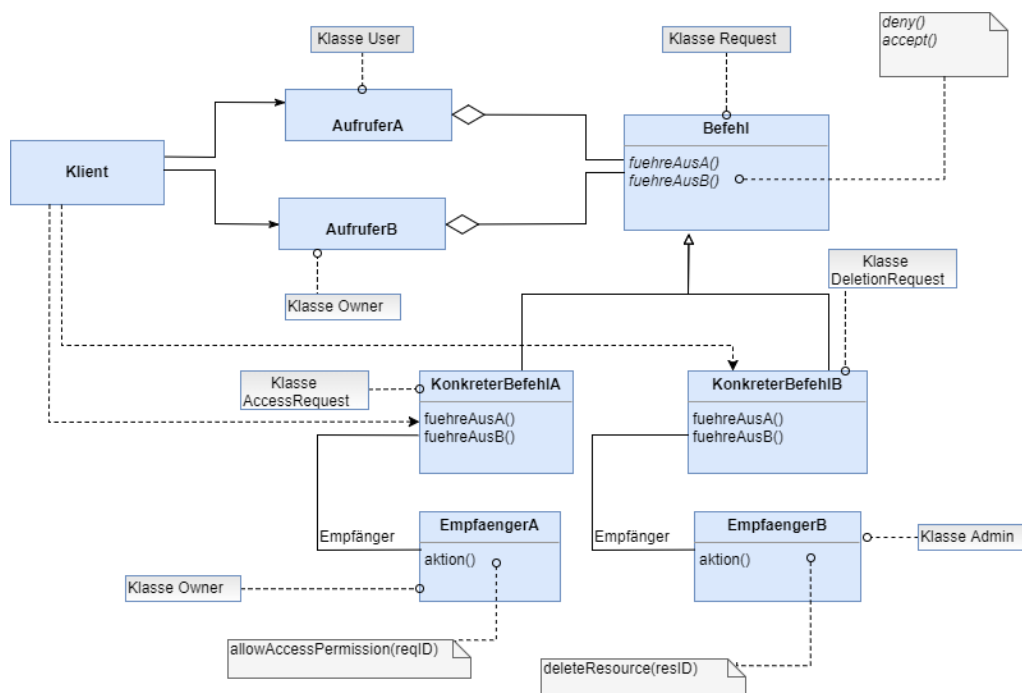 deny()
accept()
Klasse User
Klasse Request
AufruferA
Befehl
fuehreAusA()
fuehreAusB()
Klient
AufruferB
Klasse
DeletionRequest
Klasse Owner
Klasse
AccessRequest
KonkreterBefehlA
fuehreAusA()
fuehreAusB()
KonkreterBefehlB
fuehreAusA()
fuehreAusB()
Empfänger
EmpfaengerA
aktion()
Empfänger
EmpfaengerB
aktion()
Klasse Admin
Klasse Owner
allowAccessPermission(reqID)
deleteResource(resID)